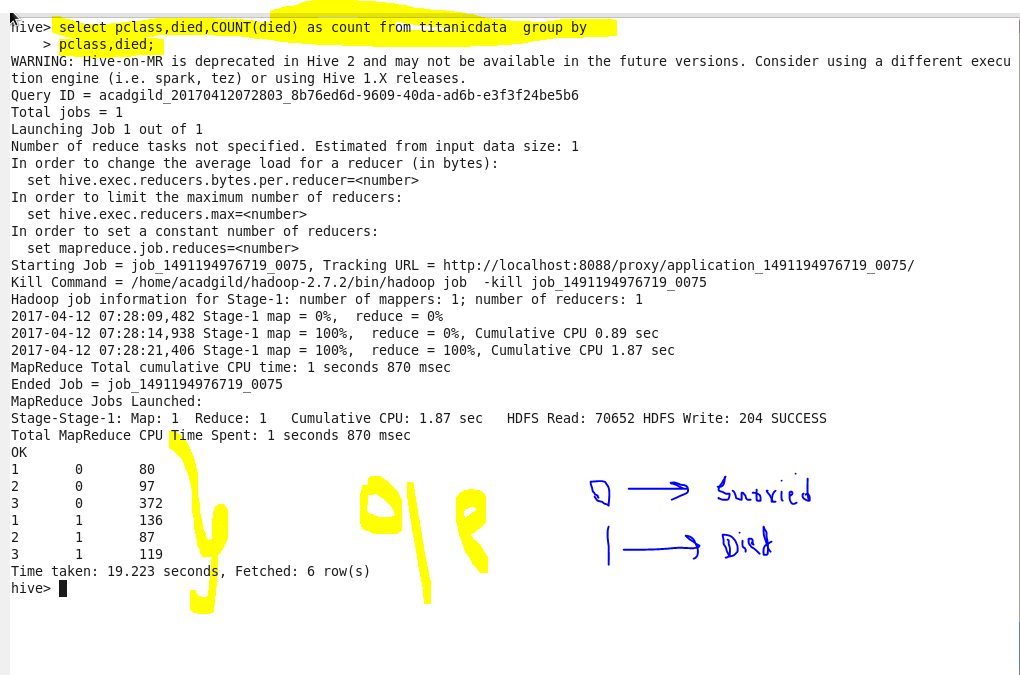 hive> select pclass,died,COUNT(died) as count from titanicdata  group by
    > pclass,died;
WARNING: Hive-on-MR is deprecated in Hive 2 and may not be available in the future versions. Consider using a different execu
tion engine (i.e. spark, tez) or using Hive 1.X releases.
Query ID = acadgild_20170412072803_8b76ed6d-9609-40da-ad6b-e3f3f24be5b6
Total jobs = 1
Launching Job 1 out of 1
Number of reduce tasks not specified. Estimated from input data size: 1
In order to change the average load for a reducer (in bytes):
  set hive.exec.reducers.bytes.per.reducer=<number>
In order to limit the maximum number of reducers:
  set hive.exec.reducers.max=<number>
In order to set a constant number of reducers:
  set mapreduce.job.reduces=<number>
Starting Job = job_1491194976719_0075, Tracking URL = http://localhost:8088/proxy/application_1491194976719_0075/
Kill Command = /home/acadgild/hadoop-2.7.2/bin/hadoop job  -kill job_1491194976719_0075
Hadoop job information for Stage-1: number of mappers: 1; number of reducers: 1
2017-04-12 07:28:09,482 Stage-1 map = 0%,  reduce = 0%
2017-04-12 07:28:14,938 Stage-1 map = 100%,  reduce = 0%, Cumulative CPU 0.89 sec
2017-04-12 07:28:21,406 Stage-1 map = 100%,  reduce = 100%, Cumulative CPU 1.87 sec
MapReduce Total cumulative CPU time: 1 seconds 870 msec
Ended Job = job_1491194976719_0075
MapReduce Jobs Launched:
Stage-Stage-1: Map: 1  Reduce: 1   Cumulative CPU: 1.87 sec   HDFS Read: 70652 HDFS Write: 204 SUCCESS
Total MapReduce CPU Time Spent: 1 seconds 870 msec
OK
1       0       80
2       0       97
3       0       372
1       1       136
2       1       87
3       1       119
Time taken: 19.223 seconds, Fetched: 6 row(s)
hive>
0
1 Died